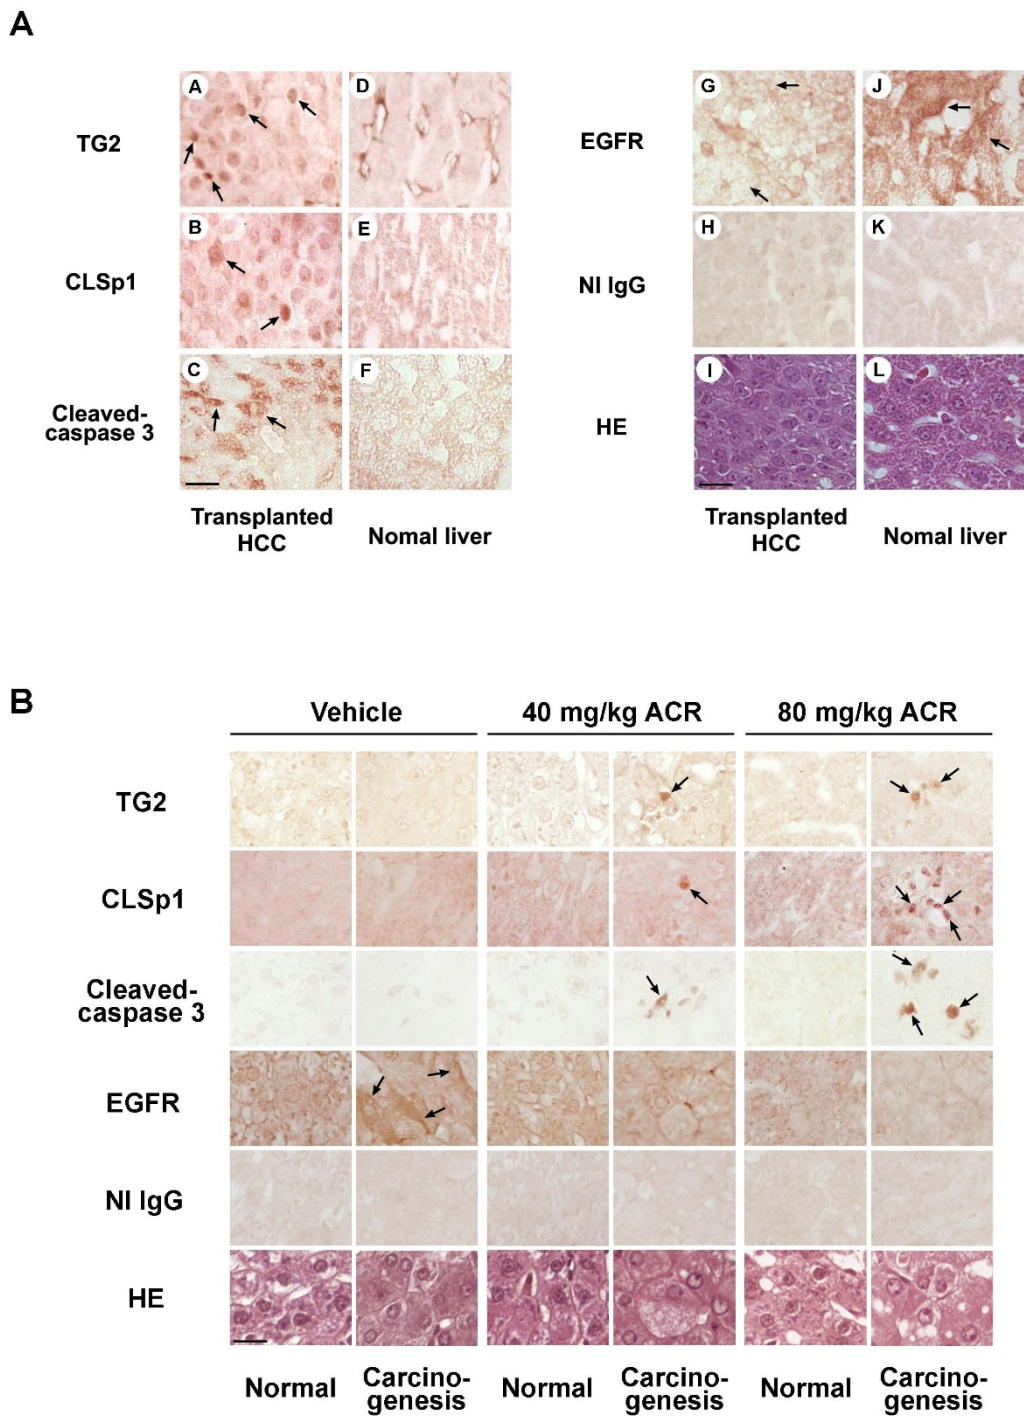 A
TG2
A
D
CLSp1
B
E
Cleaved-
caspase 3
C
F
Transplanted
HCC
Nomal liver
EGFR
G
J
NI IgG
H
K
HE
I
L
Transplanted
HCC
Nomal liver
B
Vehicle
40 mg/kg ACR
80 mg/kg ACR
TG2
CLSp1
Cleaved-
caspase 3
EGFR
NI IgG
HE
Normal
Carcino-
genesis
Normal
Carcino-
genesis
Normal
Carcino-
genesis